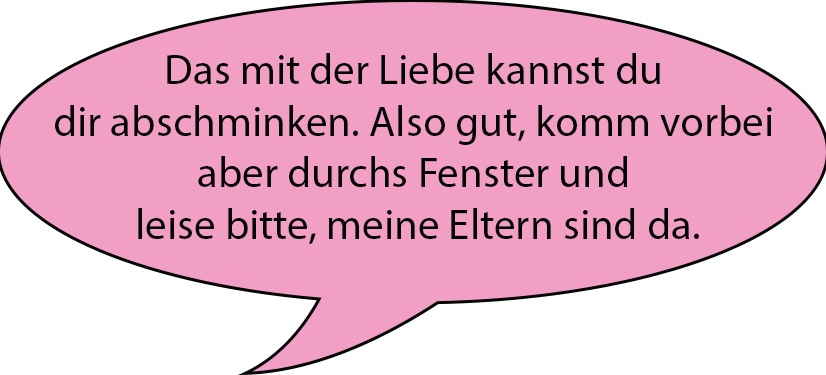 Das mit der Liebe kannst du
dir abschminken. Also gut, komm vorbei
aber durchs Fenster und
leise bitte, meine Eltern sind da.